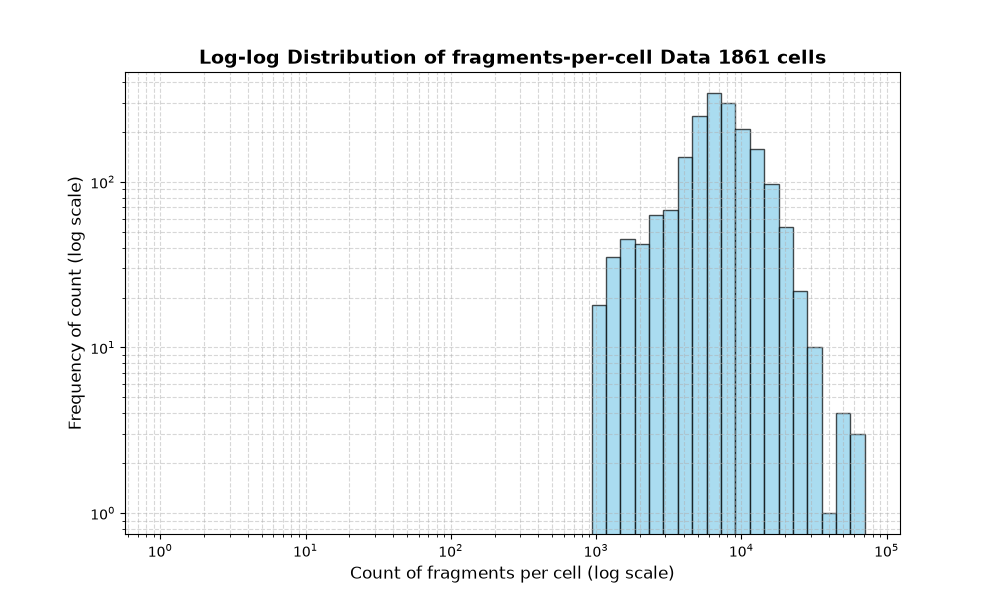 Log-log Distribution of fragments-per-cell Data 1861 cells
Frequency of count (log scale)
10²
10¹
10⁰
10⁰ 10¹ 10² 10³ 10⁴ 10⁵
Count of fragments per cell (log scale)